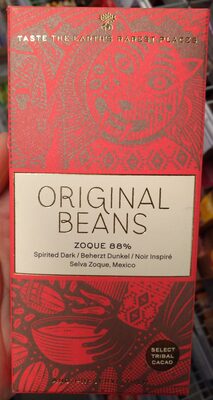 TASTE THE EARTH'S RAREST PLACES
ORIGINAL
BEANS
ZOQUE 88%
Spirited Dark / Beherzt Dunkel / Noir Inspiré
Selva Zoque, Mexico
SELECT
TRIBAL
CACAO